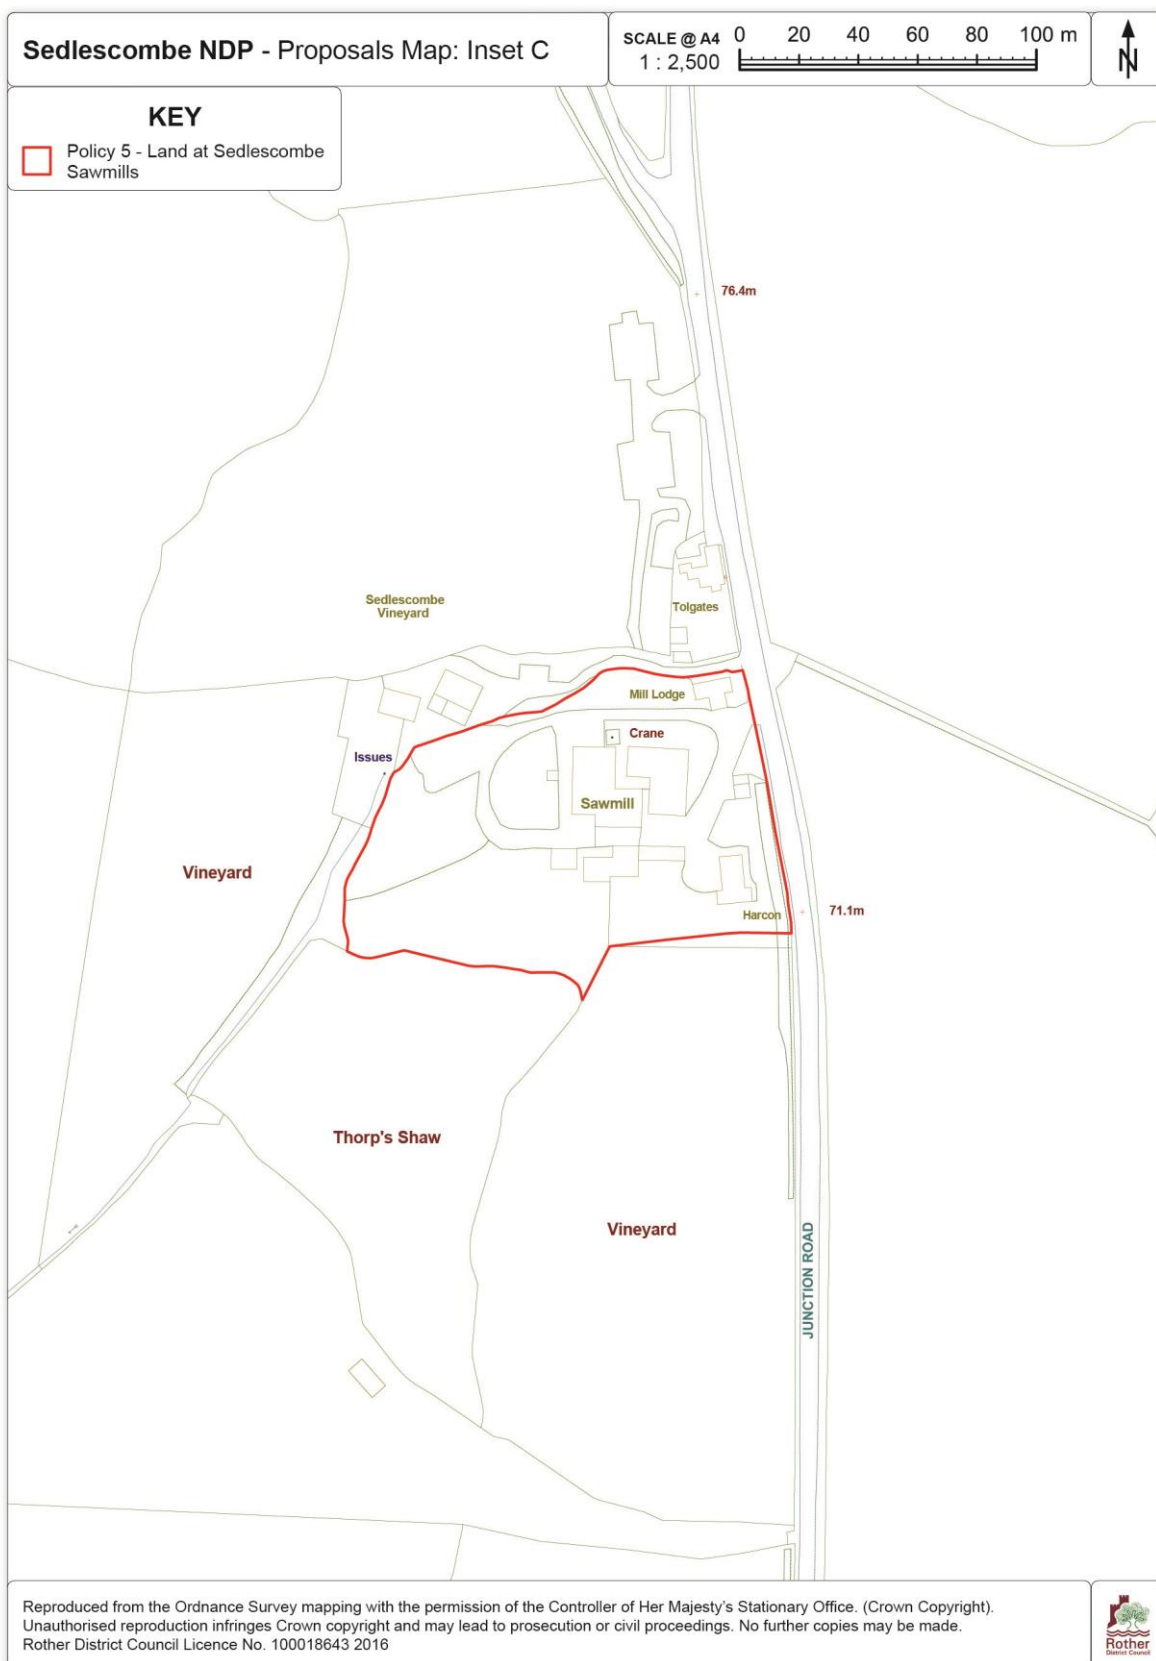 Sedlescombe NDP - Proposals Map: Inset C
SCALE @ A4
1 : 2,500
0 20 40 60 80 100 m
N
KEY
Policy 5 - Land at Sedlescombe
Sawmills
76.4m
Sedlescombe
Vineyard
Tolgates
Mill Lodge
Crane
Issues
Sawmill
Vineyard
Harcon
71.1m
Thorp's Shaw
Vineyard
JUNCTION ROAD
Reproduced from the Ordnance Survey mapping with the permission of the Controller of Her Majesty's Stationary Office. (Crown Copyright).
Unauthorised reproduction infringes Crown copyright and may lead to prosecution or civil proceedings. No further copies may be made.
Rother District Council Licence No. 100018643 2016
Rother
District Council